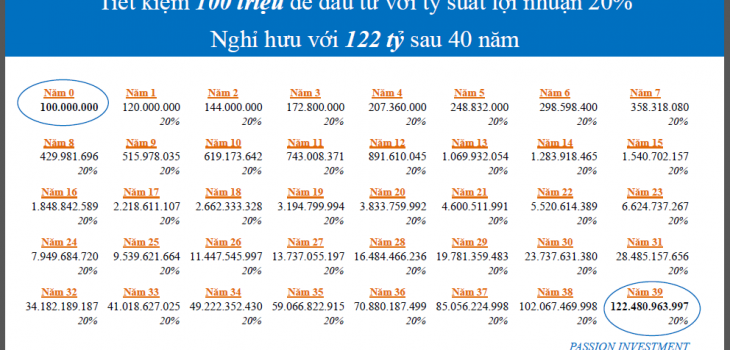 Tiết kiệm 100 triệu để đầu tư với tỷ suất lợi nhuận 20%
Nghỉ hưu với 122 tỷ sau 40 năm
Năm 0 Năm 1 Năm 2 Năm 3 Năm 4 Năm 5 Năm 6 Năm 7
100.000.000 120.000.000 144.000.000 172.800.000 207.360.000 248.832.000 298.598.400 358.318.080
20% 20% 20% 20% 20% 20% 20%
Năm 8 Năm 9 Năm 10 Năm 11 Năm 12 Năm 13 Năm 14 Năm 15
429.981.696 515.978.035 619.173.642 743.008.371 891.610.045 1.069.932.054 1.283.918.465 1.540.702.157
20% 20% 20% 20% 20% 20% 20% 20%
Năm 16 Năm 17 Năm 18 Năm 19 Năm 20 Năm 21 Năm 22 Năm 23
1.848.842.589 2.218.611.107 2.662.333.328 3.194.799.994 3.833.759.992 4.600.511.991 5.520.614.389 6.624.737.267
20% 20% 20% 20% 20% 20% 20% 20%
Năm 24 Năm 25 Năm 26 Năm 27 Năm 28 Năm 29 Năm 30 Năm 31
7.949.684.720 9.539.621.664 11.447.545.997 13.737.055.197 16.484.466.236 19.781.359.483 23.737.631.380 28.485.157.656
20% 20% 20% 20% 20% 20% 20% 20%
Năm 32 Năm 33 Năm 34 Năm 35 Năm 36 Năm 37 Năm 38 Năm 39
34.182.189.187 41.018.627.025 49.222.352.430 59.066.822.915 70.880.187.499 85.056.224.998 102.067.469.998 122.480.963.997
20% 20% 20% 20% 20% 20% 20% 20%
PASSION INVESTMENT